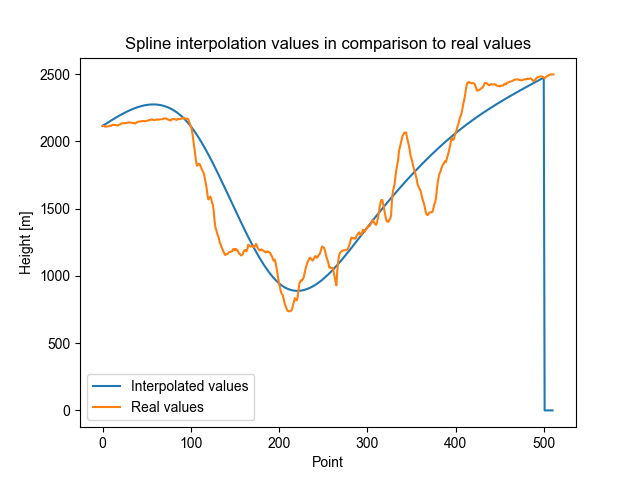 Spline interpolation values in comparison to real values
2500
2000
1500
1000
500
0
Height [m]
Interpolated values
Real values
0 100 200 300 400 500
Point